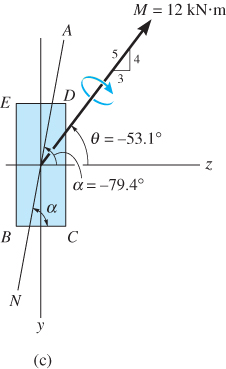 M = 12 kN·m
A
5
4
3
E
D
θ = –53.1°
z
α = –79.4°
α
B
C
N
y
(c)